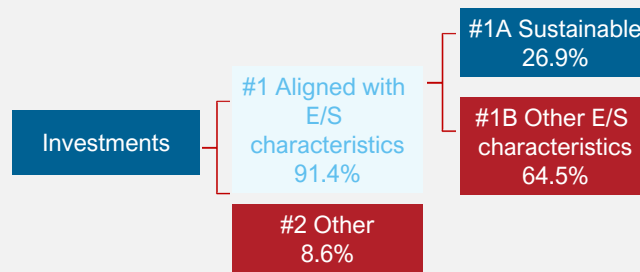 #1A Sustainable
26.9%
#1 Aligned with
E/S
characteristics
91.4%
Investments
#1B Other E/S
characteristics
64.5%
#2 Other
8.6%